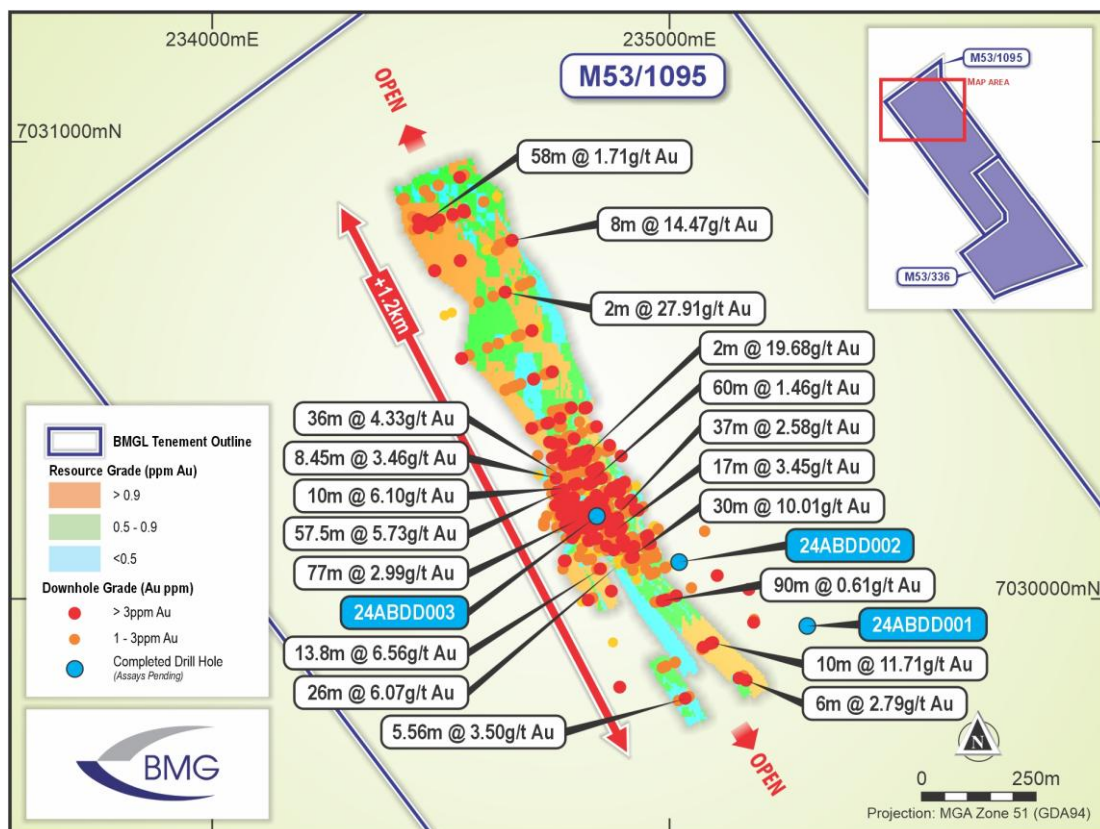 234000mE
235000mE
M53/1095
M53/1095
MAP AREA
OPEN
7031000mN
58m @ 1.71g/t Au
8m @ 14.47g/t Au
M53/336
2m @ 27.91g/t Au
+1.2km
2m @ 19.68g/t Au
60m @ 1.46g/t Au
36m @ 4.33g/t Au
37m @ 2.58g/t Au
8.45m @ 3.46g/t Au
17m @ 3.45g/t Au
10m @ 6.10g/t Au
30m @ 10.01g/t Au
57.5m @ 5.73g/t Au
24ABDD002
77m @ 2.99g/t Au
90m @ 0.61g/t Au
7030000mN
24ABDD003
24ABDD001
13.8m @ 6.56g/t Au
10m @ 11.71g/t Au
26m @ 6.07g/t Au
6m @ 2.79g/t Au
5.56m @ 3.50g/t Au
OPEN
BMGL Tenement Outline
Resource Grade (ppm Au)
> 0.9
0.5 - 0.9
<0.5
Downhole Grade (Au ppm)
> 3ppm Au
1 - 3ppm Au
Completed Drill Hole
(Assays Pending)
BMG
N
0 250m
Projection: MGA Zone 51 (GDA94)